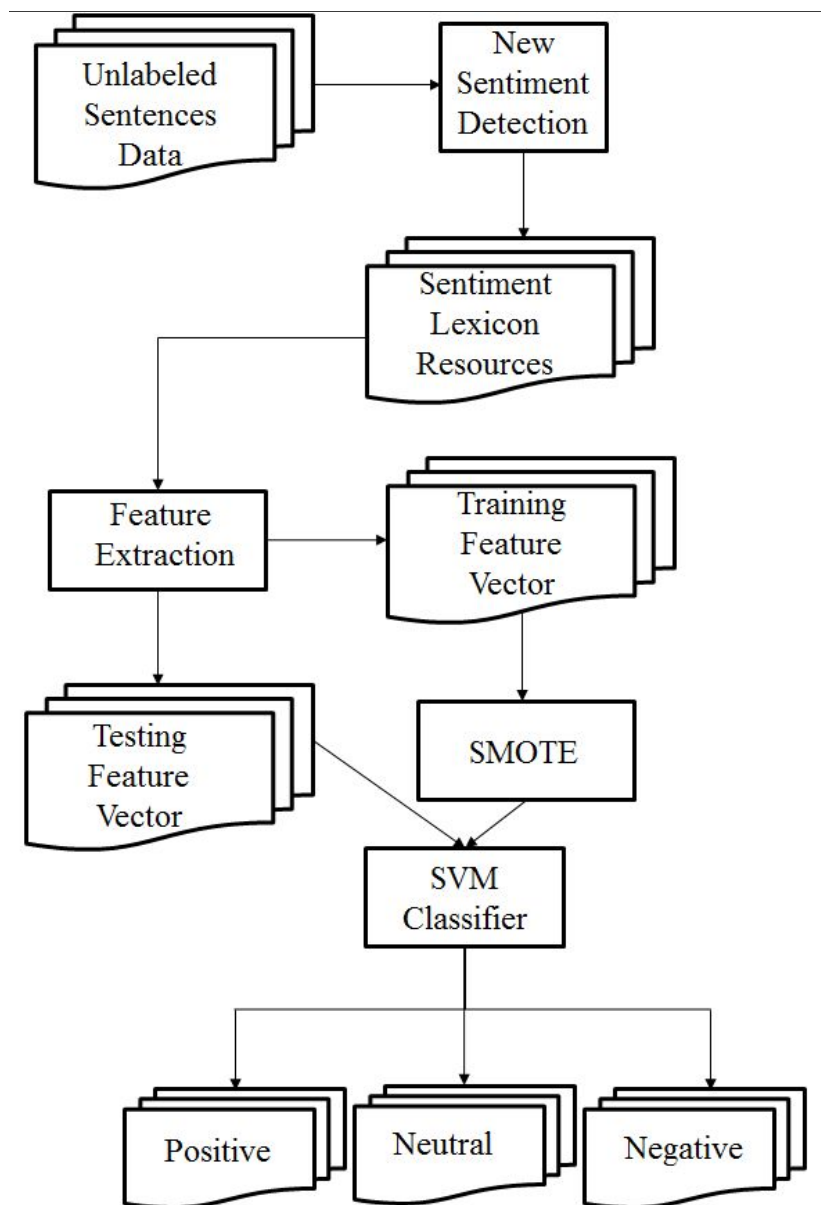 Unlabeled
Sentences
Data
New
Sentiment
Detection
Sentiment
Lexicon
Resources
Feature
Extraction
Training
Feature
Vector
Testing
Feature
Vector
SMOTE
SVM
Classifier
Positive
Neutral
Negative